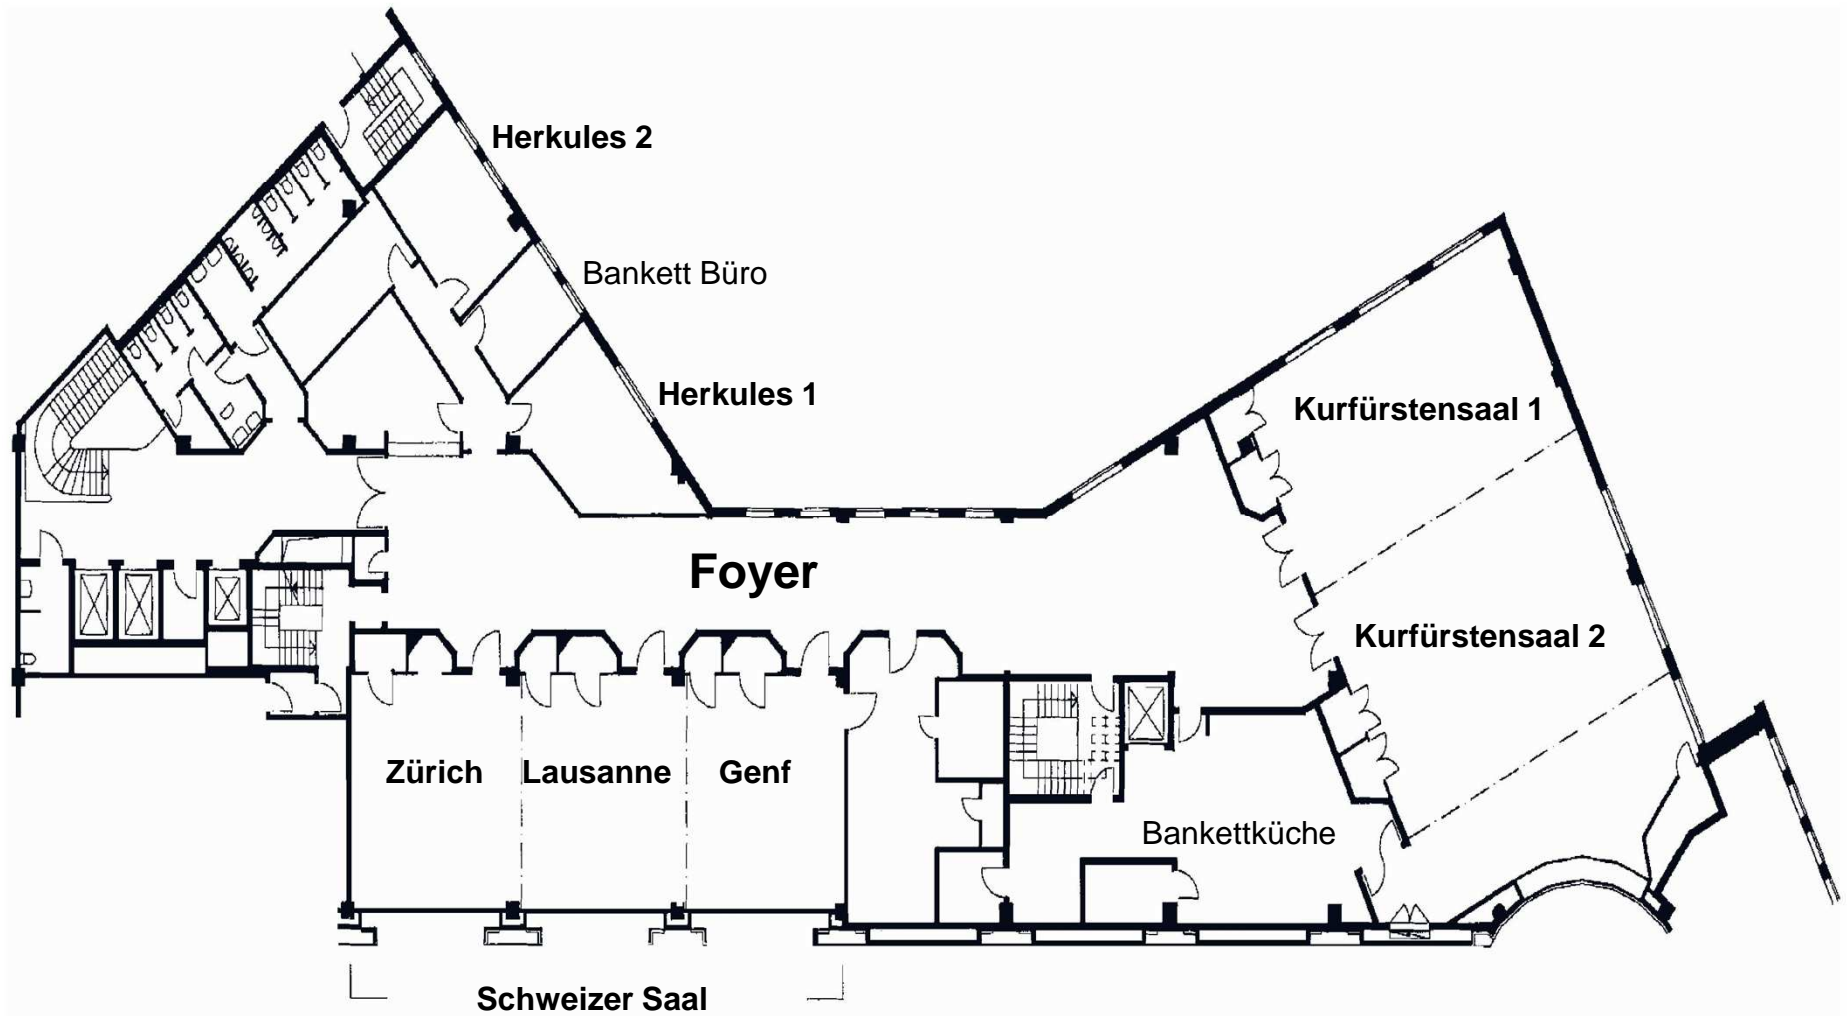 Herkules 2
Bankett Büro
Herkules 1
Kurfürstensaal 1
Foyer
Kurfürstensaal 2
Zürich
Lausanne
Genf
Bankettküche
Schweizer Saal